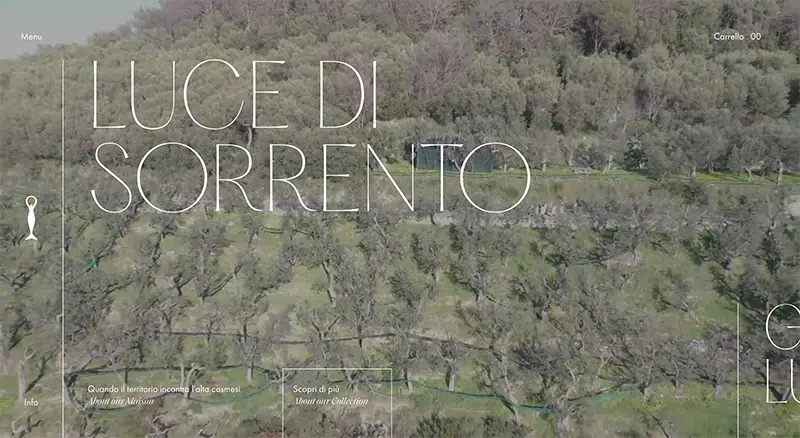 Menu
Carrello . 00
LUCE DI
SORRENTO
G
LU
Quando il territorio incontra l'alta cosmesi.
About our Maison
Scopri di più
About our Collection
Info